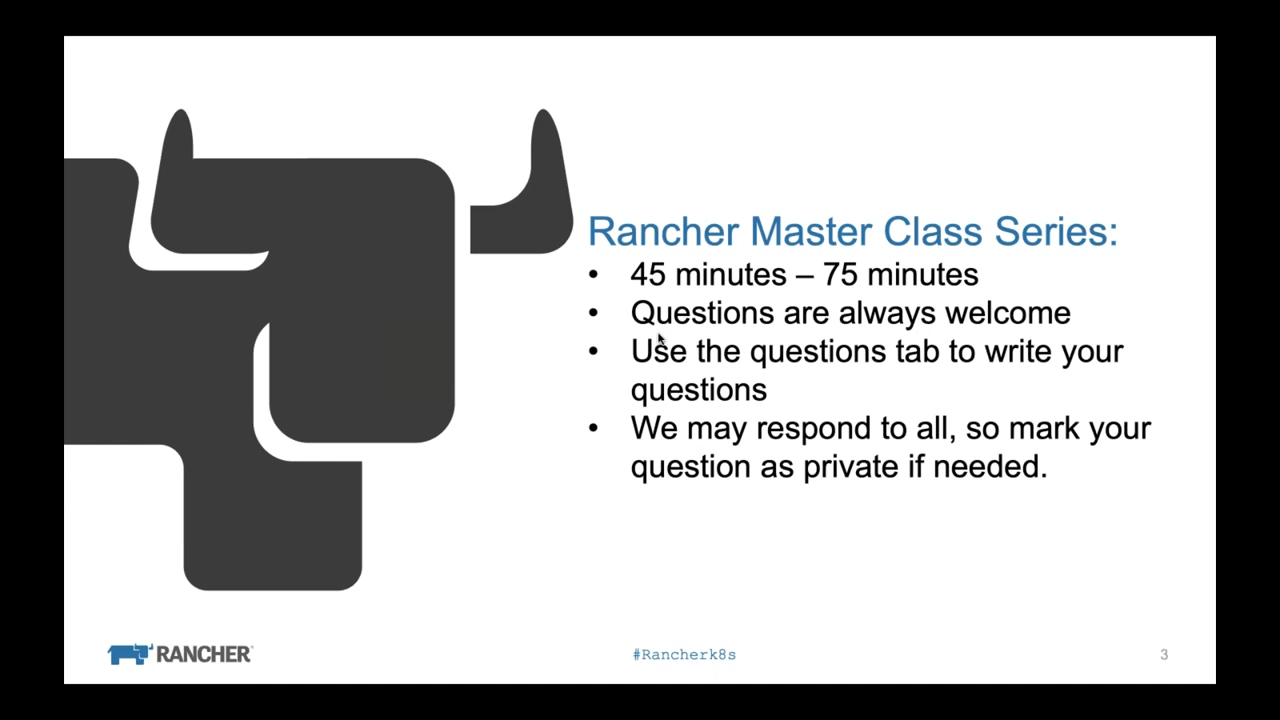 Rancher Master Class Series:
• 45 minutes – 75 minutes
• Questions are always welcome
• Use the questions tab to write your
questions
• We may respond to all, so mark your
question as private if needed.
RANCHER
#Rancherk8s
3